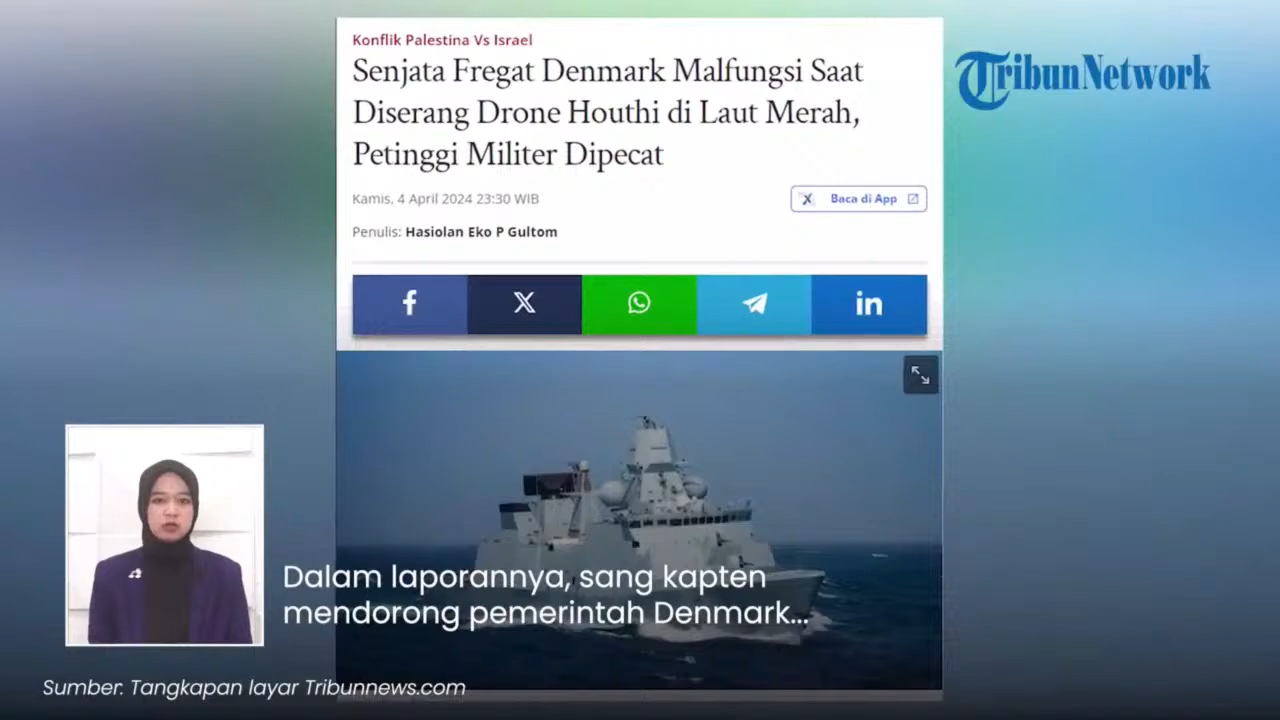 Konflik Palestina Vs Israel
Senjata Fregat Denmark Malfungsi Saat
Diserang Drone Houthi di Laut Merah,
Petinggi Militer Dipecat
TribunNetwork
Kamis, 4 April 2024 23:30 WIB
Baca di App
Penulis: Hasiolan Eko P Gultom
Dalam laporannya, sang kapten
mendorong pemerintah Denmark...
Sumber: Tangkapan layar Tribunnews.com